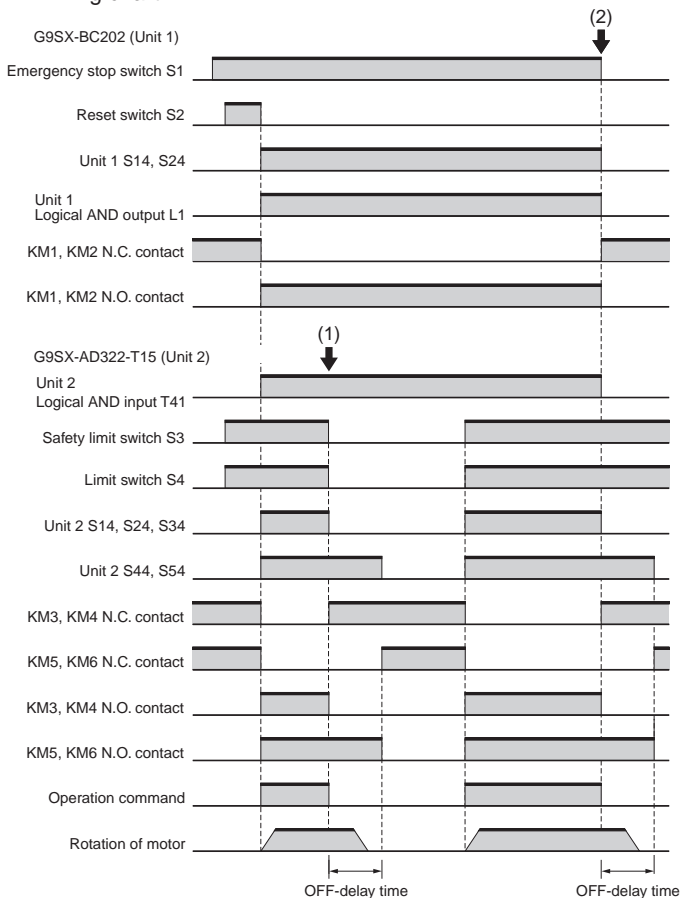 (2)
G9SX-BC202 (Unit 1)
Emergency stop switch S1
Reset switch S2
Unit 1 S14, S24
Unit 1
Logical AND output L1
KM1, KM2 N.C. contact
KM1, KM2 N.O. contact
(1)
G9SX-AD322-T15 (Unit 2)
Unit 2
Logical AND input T41
Safety limit switch S3
Limit switch S4
Unit 2 S14, S24, S34
Unit 2 S44, S54
KM3, KM4 N.C. contact
KM5, KM6 N.C. contact
KM3, KM4 N.O. contact
KM5, KM6 N.O. contact
Operation command
Rotation of motor
OFF-delay time OFF-delay time